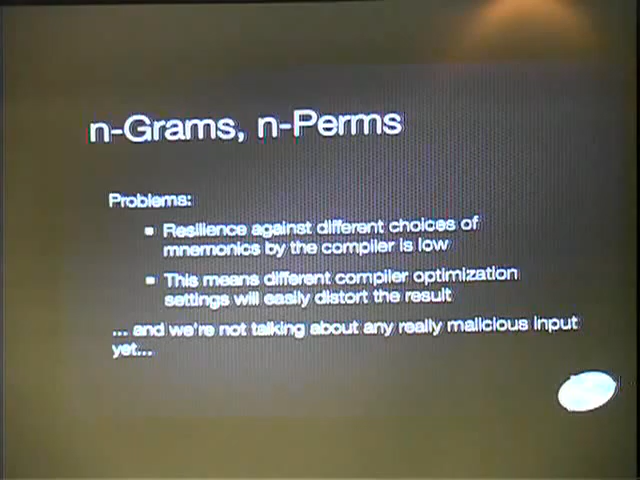 n-Grams, n-Perms
Problems:
Resilience against different choices of
mnemonics by the compiler is low
This means different compiler optimization
settings will easily distort the result
... and we're not talking about any really malicious input
yet...